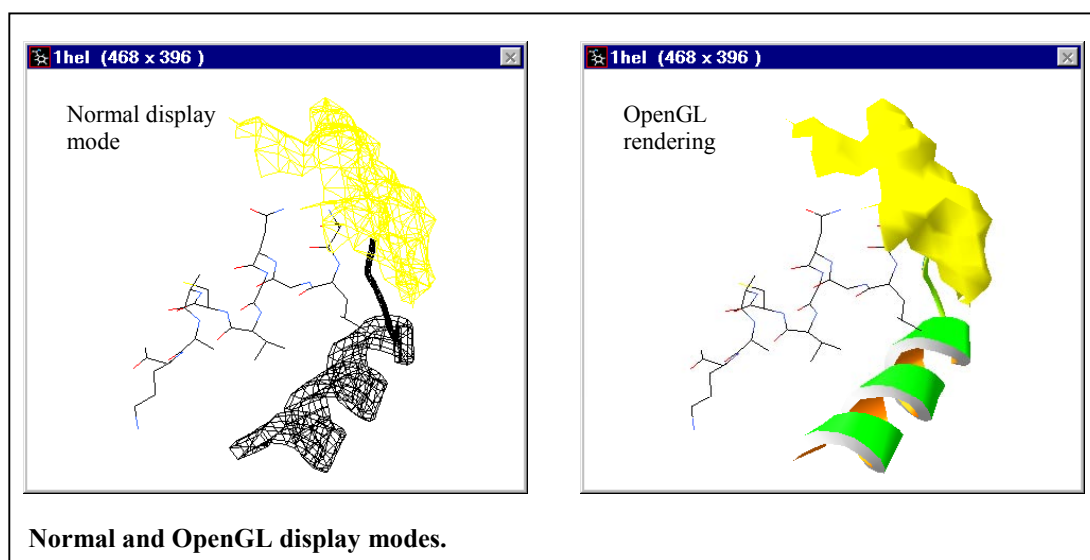 1hel (468 x 396 )
Normal display
mode
1hel (468 x 396 )
OpenGL
rendering
Normal and OpenGL display modes.